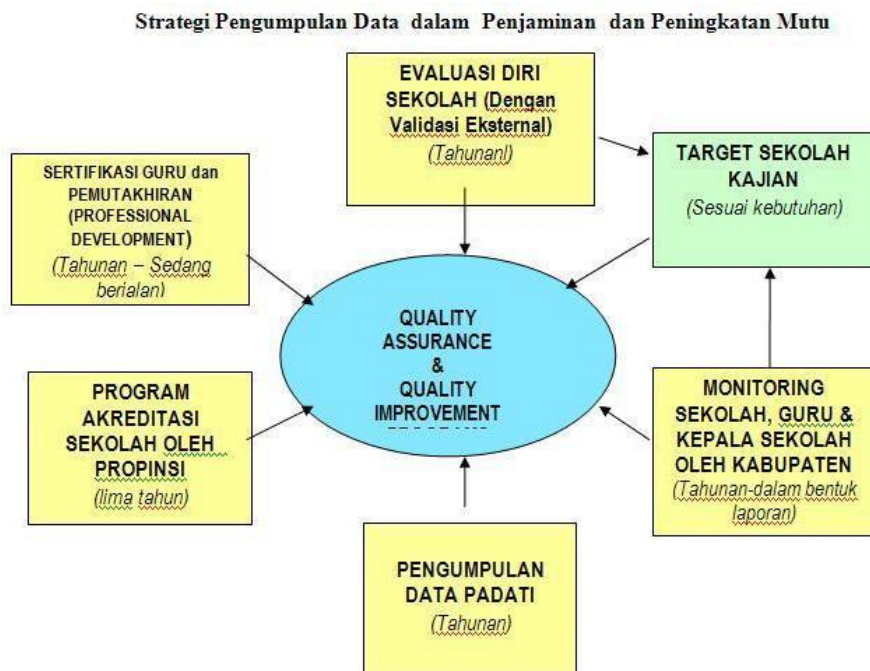 Strategi Pengumpulan Data dalam Penjaminan dan Peningkatan Mutu
EVALUASI DIRI
SEKOLAH (Dengan
Validasi Eksternal)
(Tahunanl)
TARGET SEKOLAH
KAJIAN
(Sesuai kebutuhan)
SERTIFIKASI GURU dan
PEMUTAKHIRAN
(PROFESSIONAL
DEVELOPMENT)
(Tahunan – Sedang
berialan)
QUALITY
ASSURANCE
&
QUALITY
IMPROVEMENT
PROGRAM
AKREDITASI
SEKOLAH OLEH
PROPINSI
(lima tahun)
MONITORING
SEKOLAH, GURU &
KEPALA SEKOLAH
OLEH KABUPATEN
(Tahunan-dalam bentuk
laporan)
PENGUMPULAN
DATA PADATI
(Tahunan)